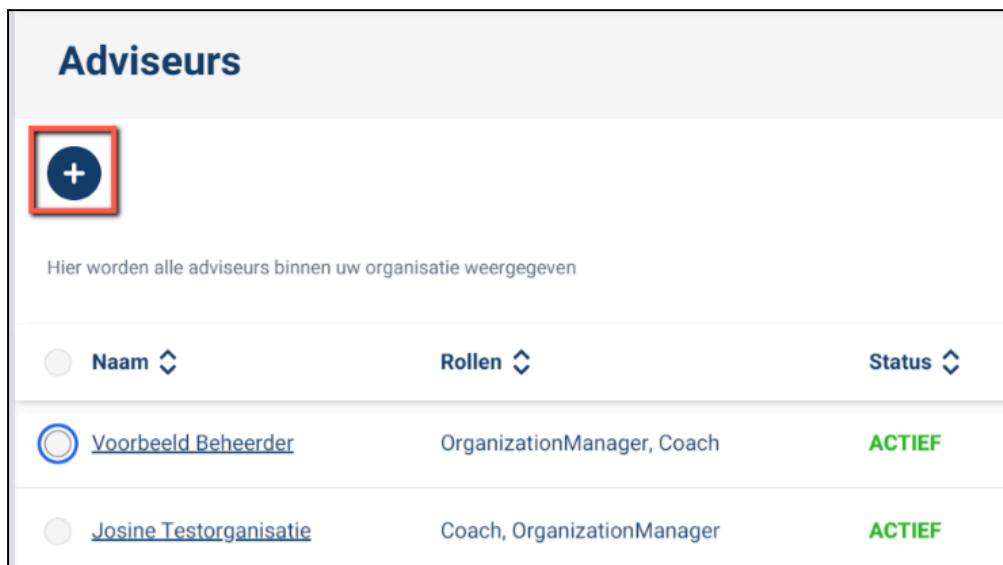 Adviseurs
+
Hier worden alle adviseurs binnen uw organisatie weergegeven
Naam Rollen Status
Voorbeeld Beheerder OrganizationManager, Coach ACTIEF
Josine Testorganisatie Coach, OrganizationManager ACTIEF